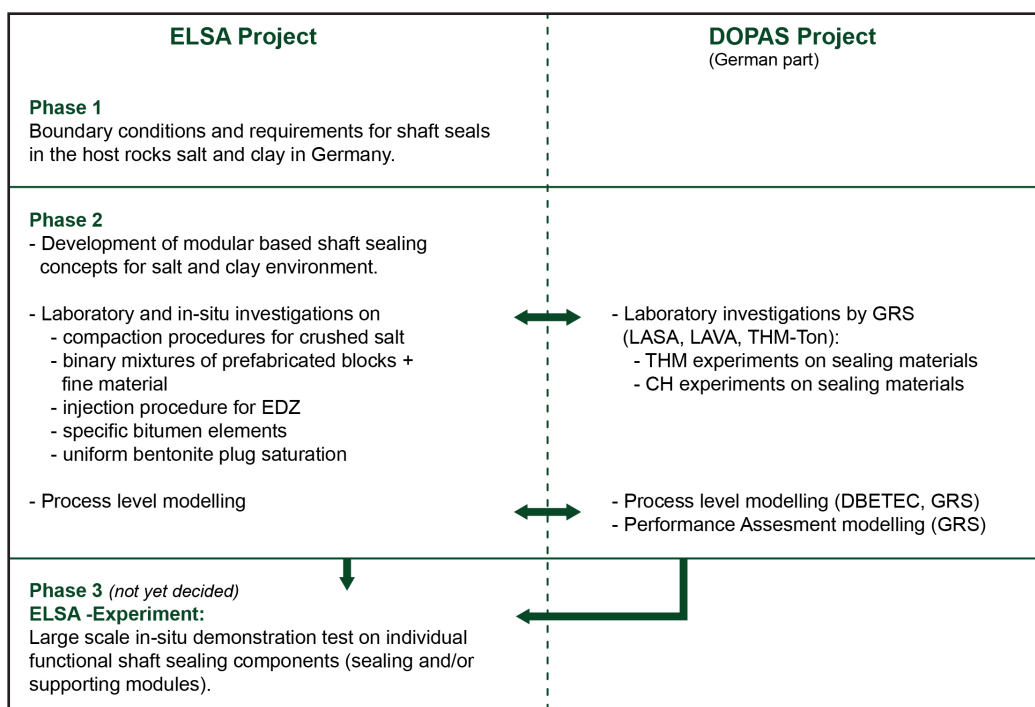 ELSA Project
DOPAS Project
(German part)
Phase 1
Boundary conditions and requirements for shaft seals
in the host rocks salt and clay in Germany.
Phase 2
- Development of modular based shaft sealing
concepts for salt and clay environment.
- Laboratory and in-situ investigations on
- compaction procedures for crushed salt
- binary mixtures of prefabricated blocks +
fine material
- injection procedure for EDZ
- specific bitumen elements
- uniform bentonite plug saturation
- Laboratory investigations by GRS
(LASA, LAVA, THM-Ton):
- THM experiments on sealing materials
- CH experiments on sealing materials
- Process level modelling
- Process level modelling (DBETEC, GRS)
- Performance Assesment modelling (GRS)
Phase 3 (not yet decided)
ELSA -Experiment:
Large scale in-situ demonstration test on individual
functional shaft sealing components (sealing and/or
supporting modules).